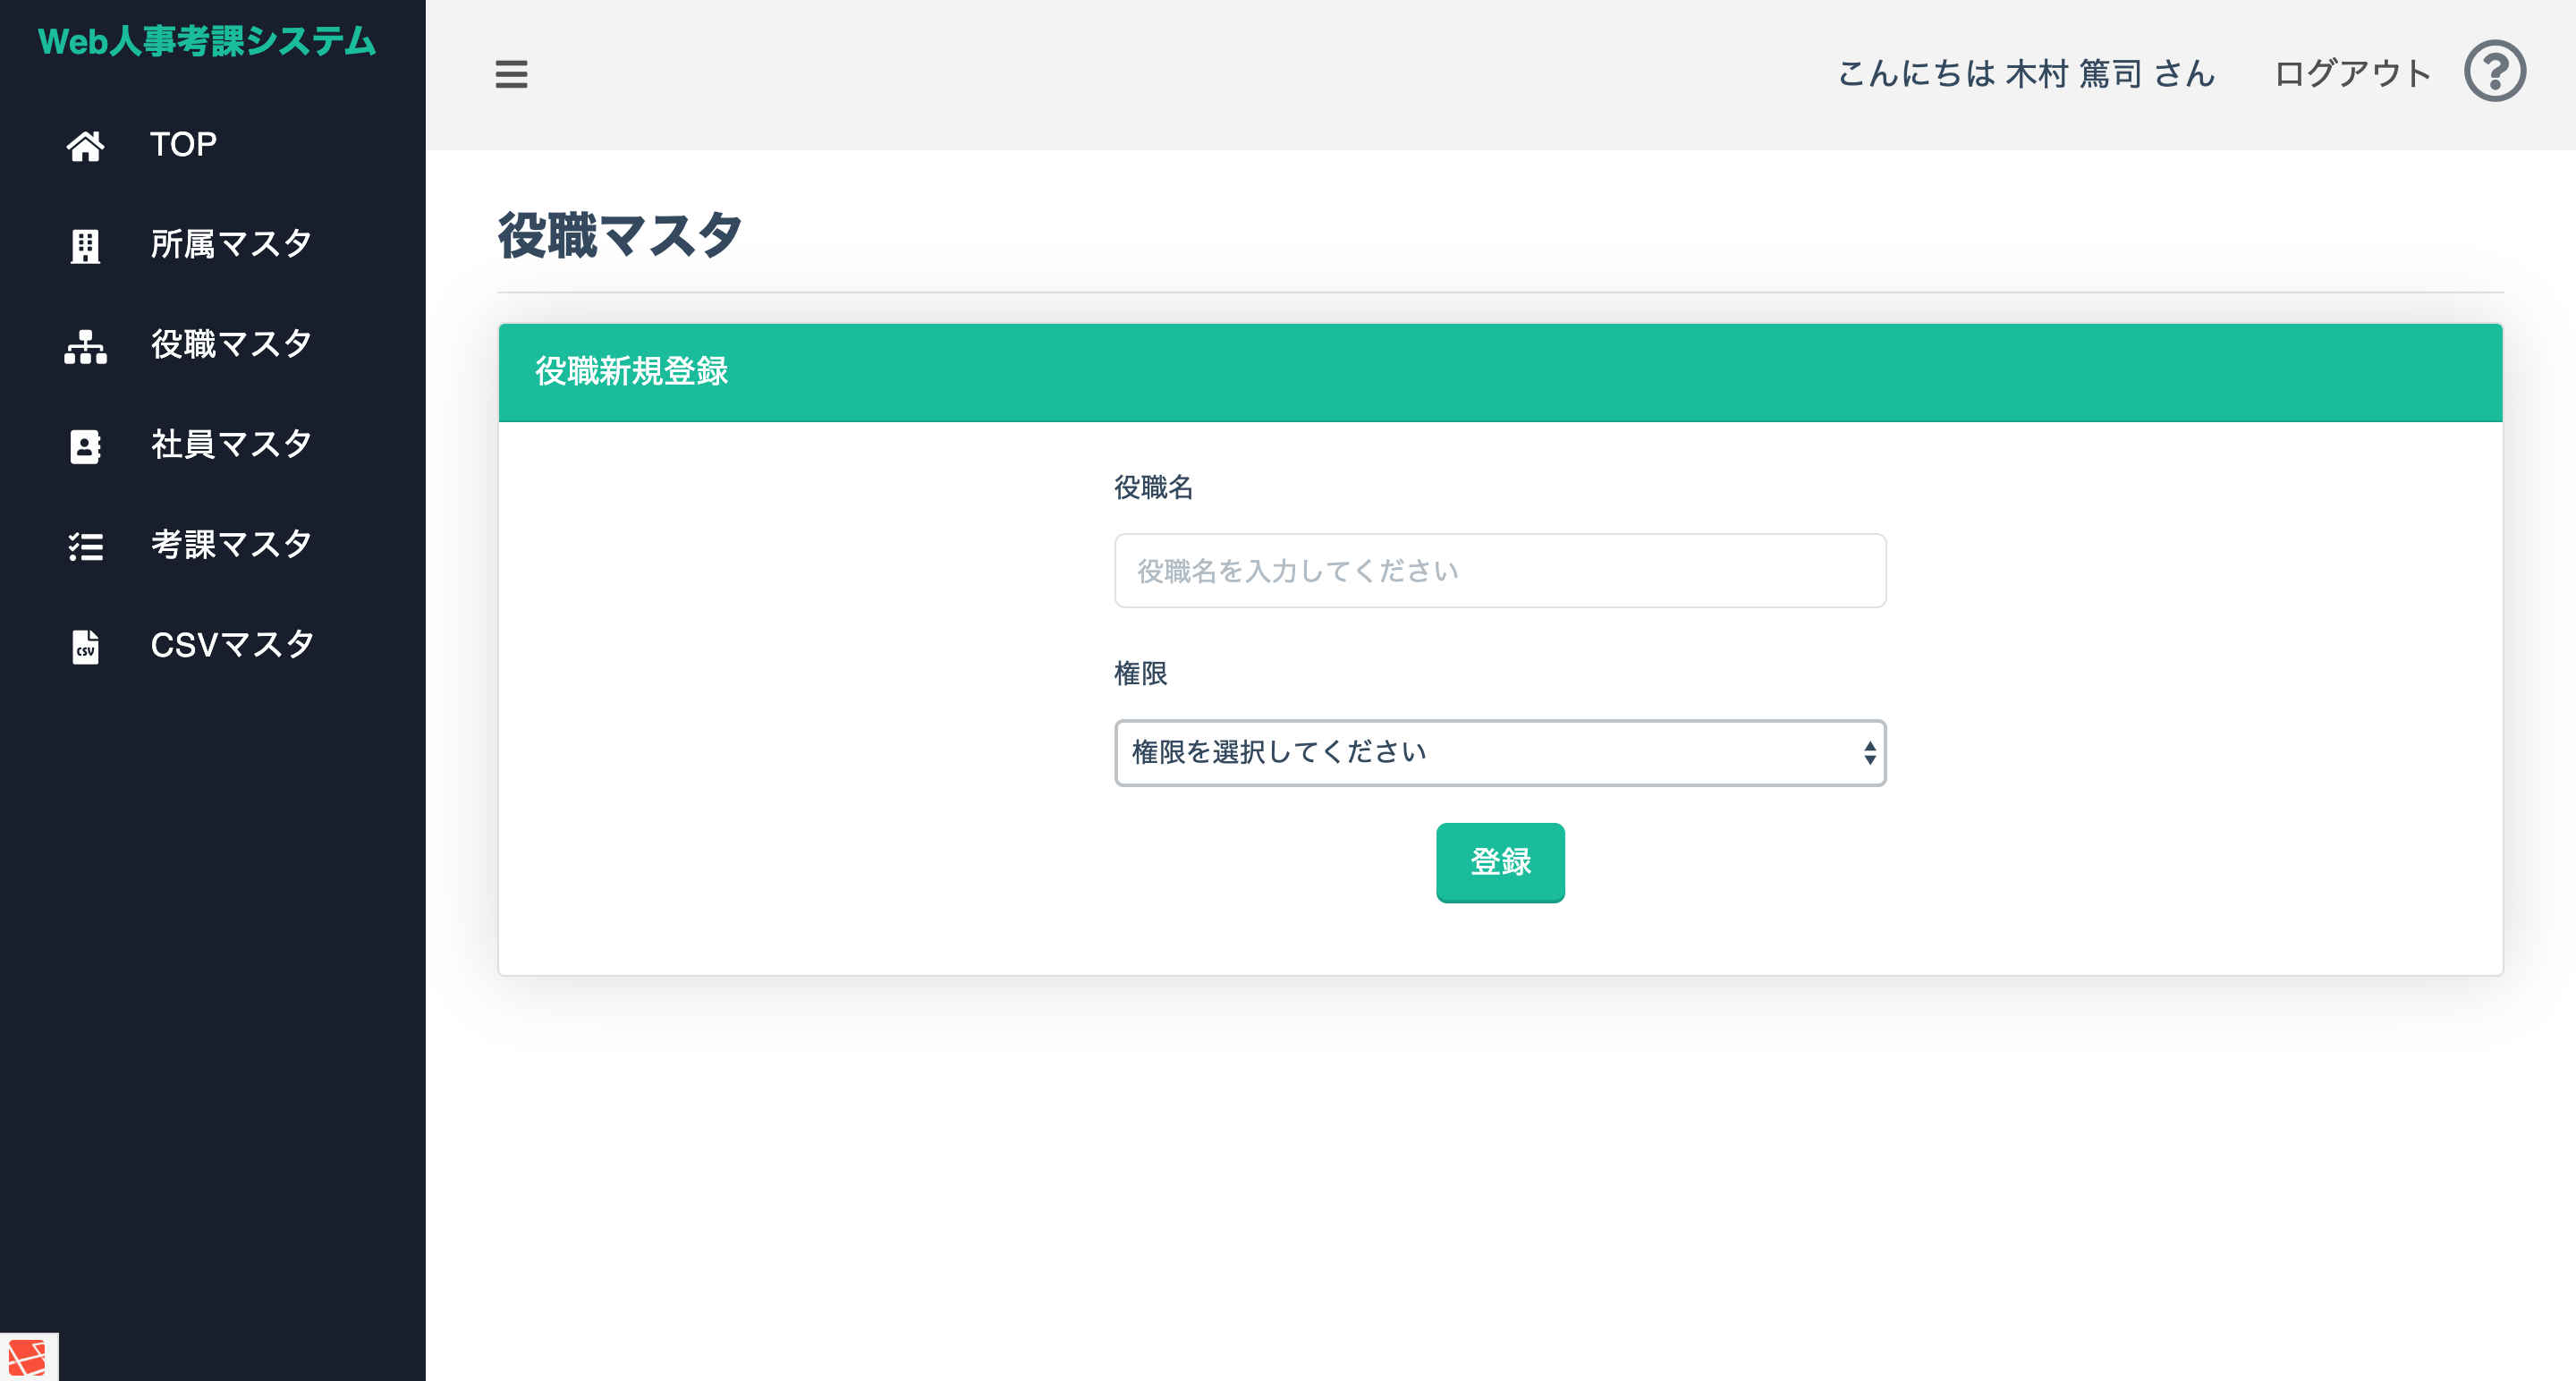 Web人事考課システム
TOP
所属マスタ
役職マスタ
社員マスタ
考課マスタ
CSV
CSVマスタ
こんにちは 木村 篤司 さん
ログアウト
?
役職マスタ
役職新規登録
役職名
役職名を入力してください
権限
権限を選択してください
登録